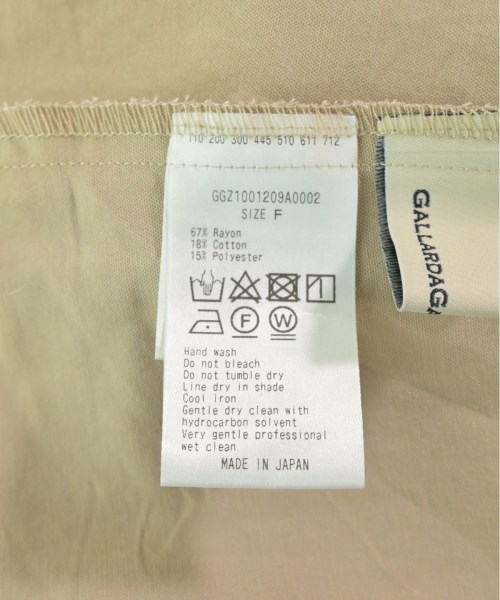 110 200 300 445 510 611 712
GGZ1001209A0002
SIZE F
67% Rayon
18% Cotton
15% Polyester
F W
Hand wash
Do not bleach
Do not tumble dry
Line dry in shade
Cool iron
Gentle dry clean with
hydrocarbon solvent
Very gentle professional
wet clean
MADE IN JAPAN
GALLARDAGA